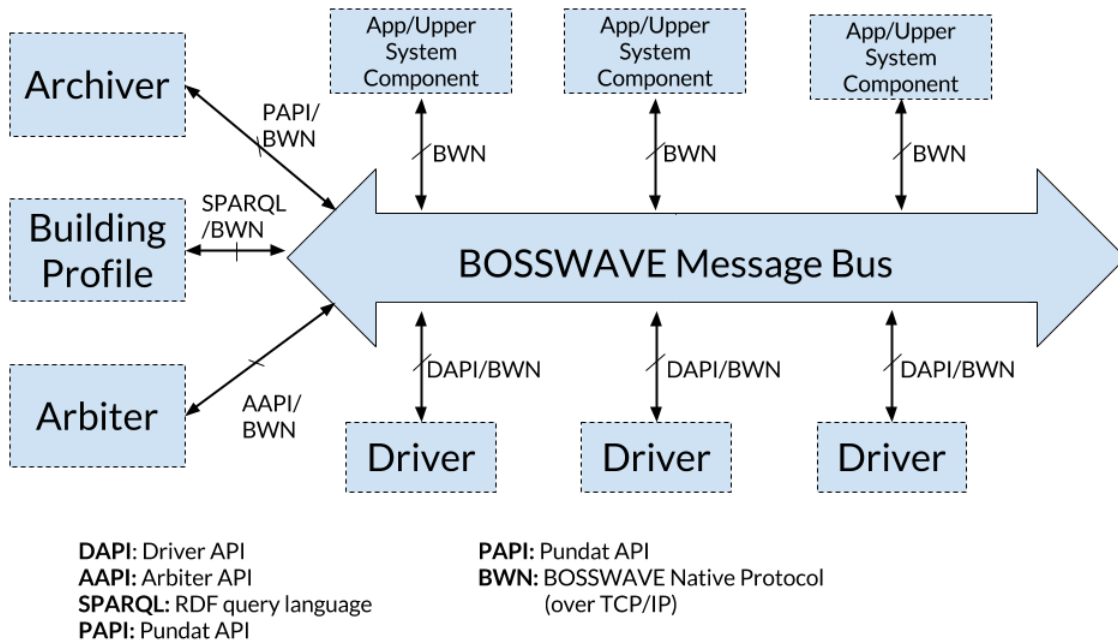 App/Upper
System
Component
App/Upper
System
Component
App/Upper
System
Component
Archiver
PAPI/
BWN
BWN
BWN
BWN
SPARQL
/BWN
Building
Profile
BOSSWAVE Message Bus
DAPI/BWN
DAPI/BWN
DAPI/BWN
AAPI/
BWN
Arbiter
Driver
Driver
Driver
DAPI: Driver API
AAPI: Arbiter API
SPARQL: RDF query language
PAPI: Pundat API
PAPI: Pundat API
BWN: BOSSWAVE Native Protocol
(over TCP/IP)